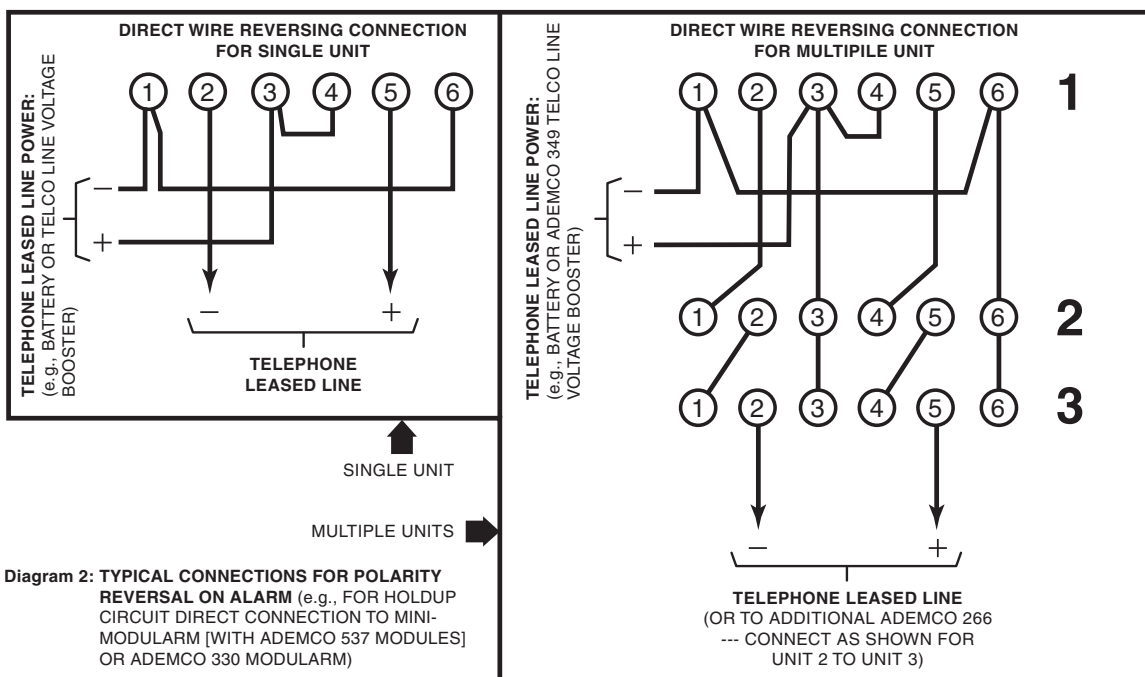 DIRECT WIRE REVERSING CONNECTION
FOR SINGLE UNIT
TELEPHONE LEASED LINE POWER:
(e.g., BATTERY OR TELCO LINE VOLTAGE
BOOSTER)
1 2 3 4 5 6
−
+
− +
TELEPHONE
LEASED LINE
SINGLE UNIT
MULTIPLE UNITS
Diagram 2: TYPICAL CONNECTIONS FOR POLARITY
REVERSAL ON ALARM (e.g., FOR HOLDUP
CIRCUIT DIRECT CONNECTION TO MINI-
MODULARM [WITH ADEMCO 537 MODULES]
OR ADEMCO 330 MODULARM)
DIRECT WIRE REVERSING CONNECTION
FOR MULTIPILE UNIT
TELEPHONE LEASED LINE POWER:
(e.g., BATTERY OR ADEMCO 349 TELCO LINE
VOLTAGE BOOSTER)
1 2 3 4 5 6 1
−
+
1 2 3 4 5 6 2
1 2 3 4 5 6 3
− +
TELEPHONE LEASED LINE
(OR TO ADDITIONAL ADEMCO 266
--- CONNECT AS SHOWN FOR
UNIT 2 TO UNIT 3)